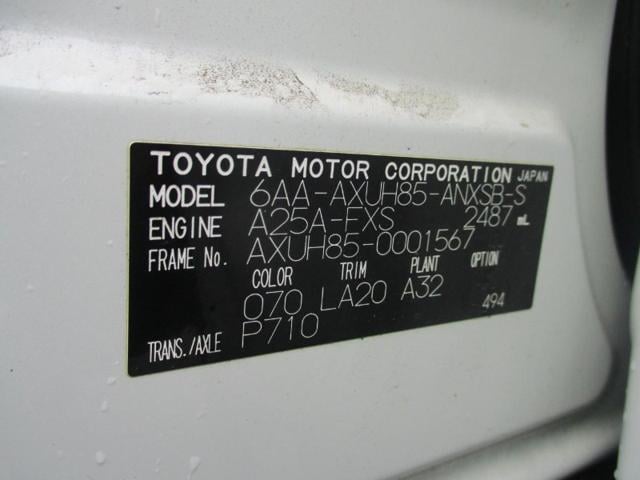 TOYOTA MOTOR CORPORATION JAPAN
MODEL 6AA-AXUH85-ANXSB-S
ENGINE A25A-FXS 2487 mL
FRAME No. AXUH85-0001567
COLOR TRIM PLANT OPTION
070 LA20 A32 494
TRANS./AXLE P710